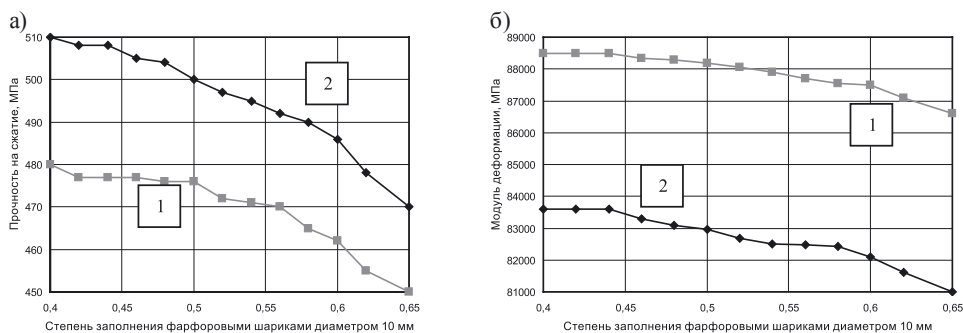 а)
Прочность на сжатие, МПа
510
500
490
480
470
460
450
2
1
0,4 0,45 0,5 0,55 0,6 0,65
Степень заполнения фарфоровыми шариками диаметром 10 мм
б)
Модуль деформации, МПа
89000
88000
87000
86000
85000
84000
83000
82000
81000
1
2
0,4 0,45 0,5 0,55 0,6 0,65
Степень заполнения фарфоровыми шариками диаметром 10 мм